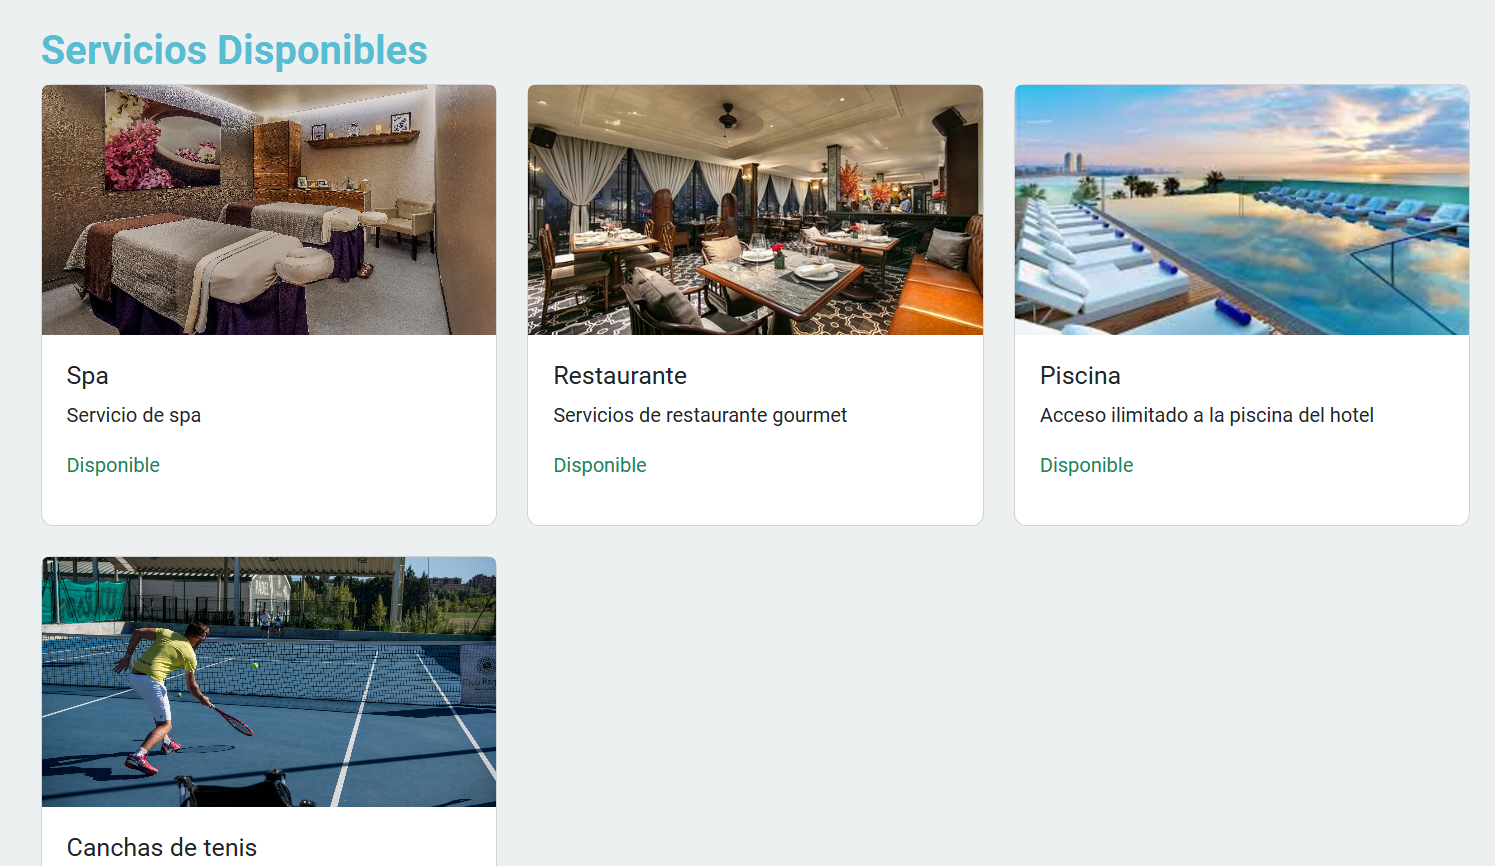 Servicios Disponibles
Spa
Servicio de spa
Disponible
Restaurante
Servicios de restaurante gourmet
Disponible
Piscina
Acceso ilimitado a la piscina del hotel
Disponible
PADEL
Canchas de tenis